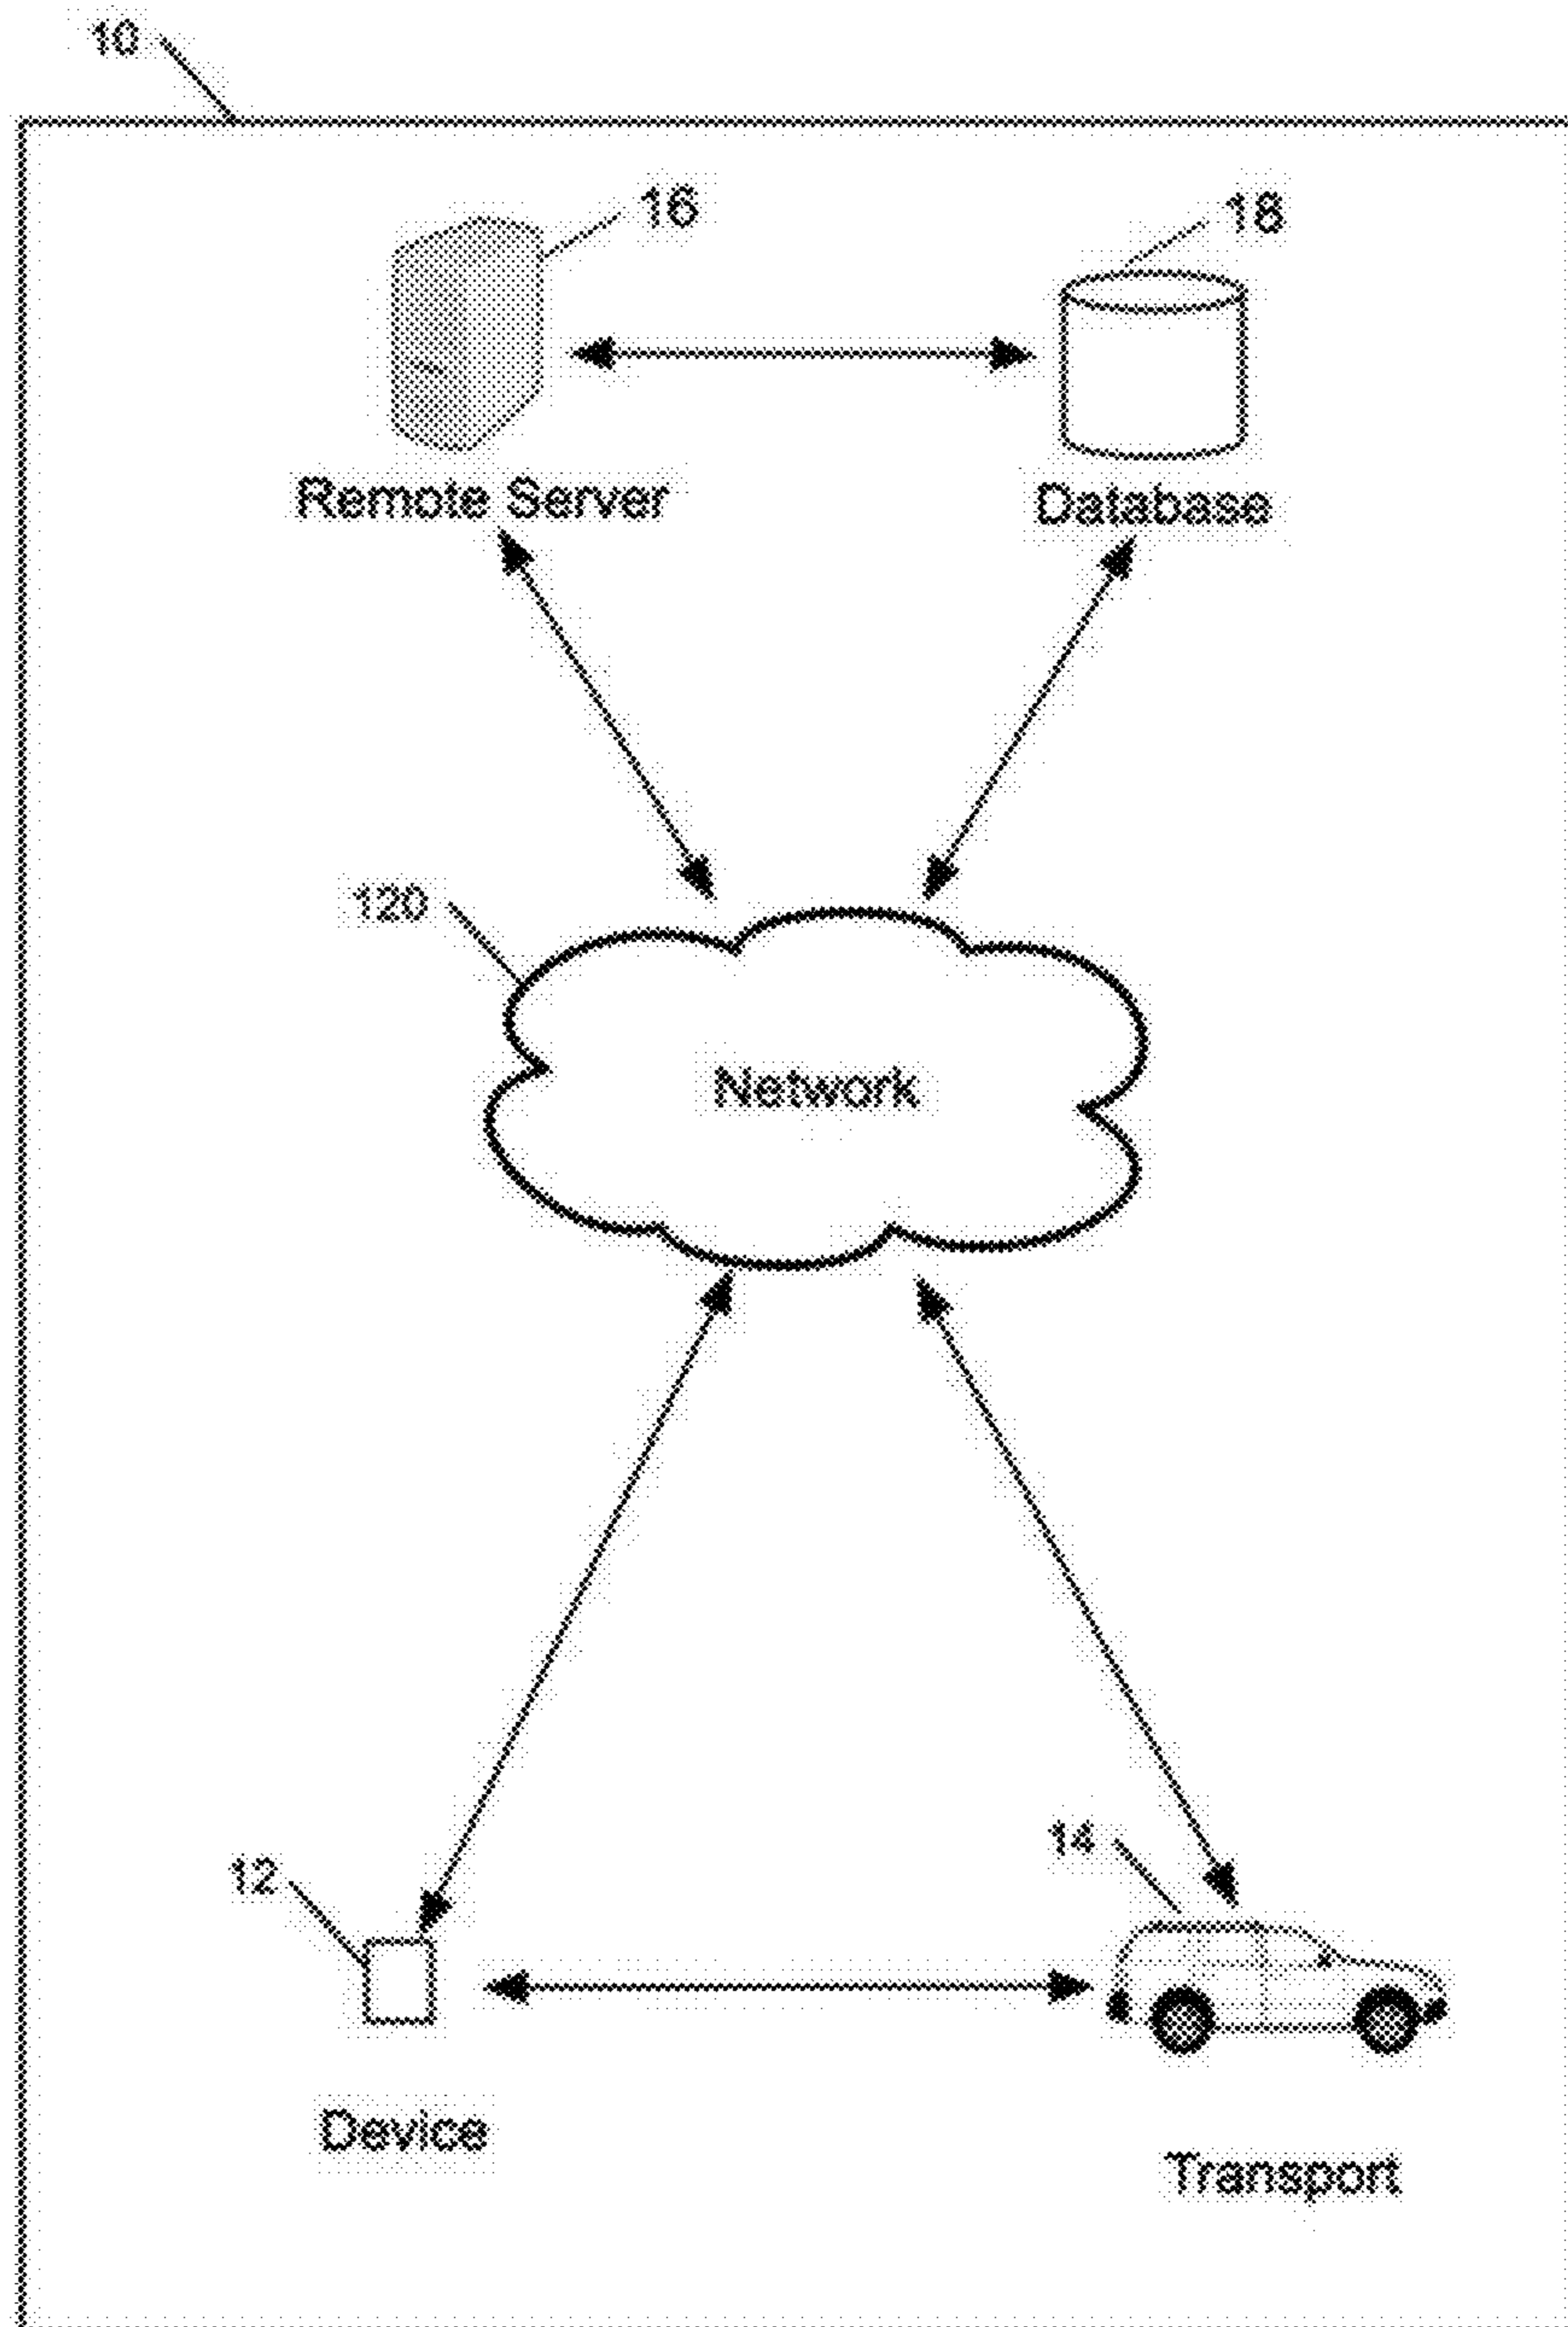 10
16
18
Remote Server
Database
120
Network
12
14
Device
Transport